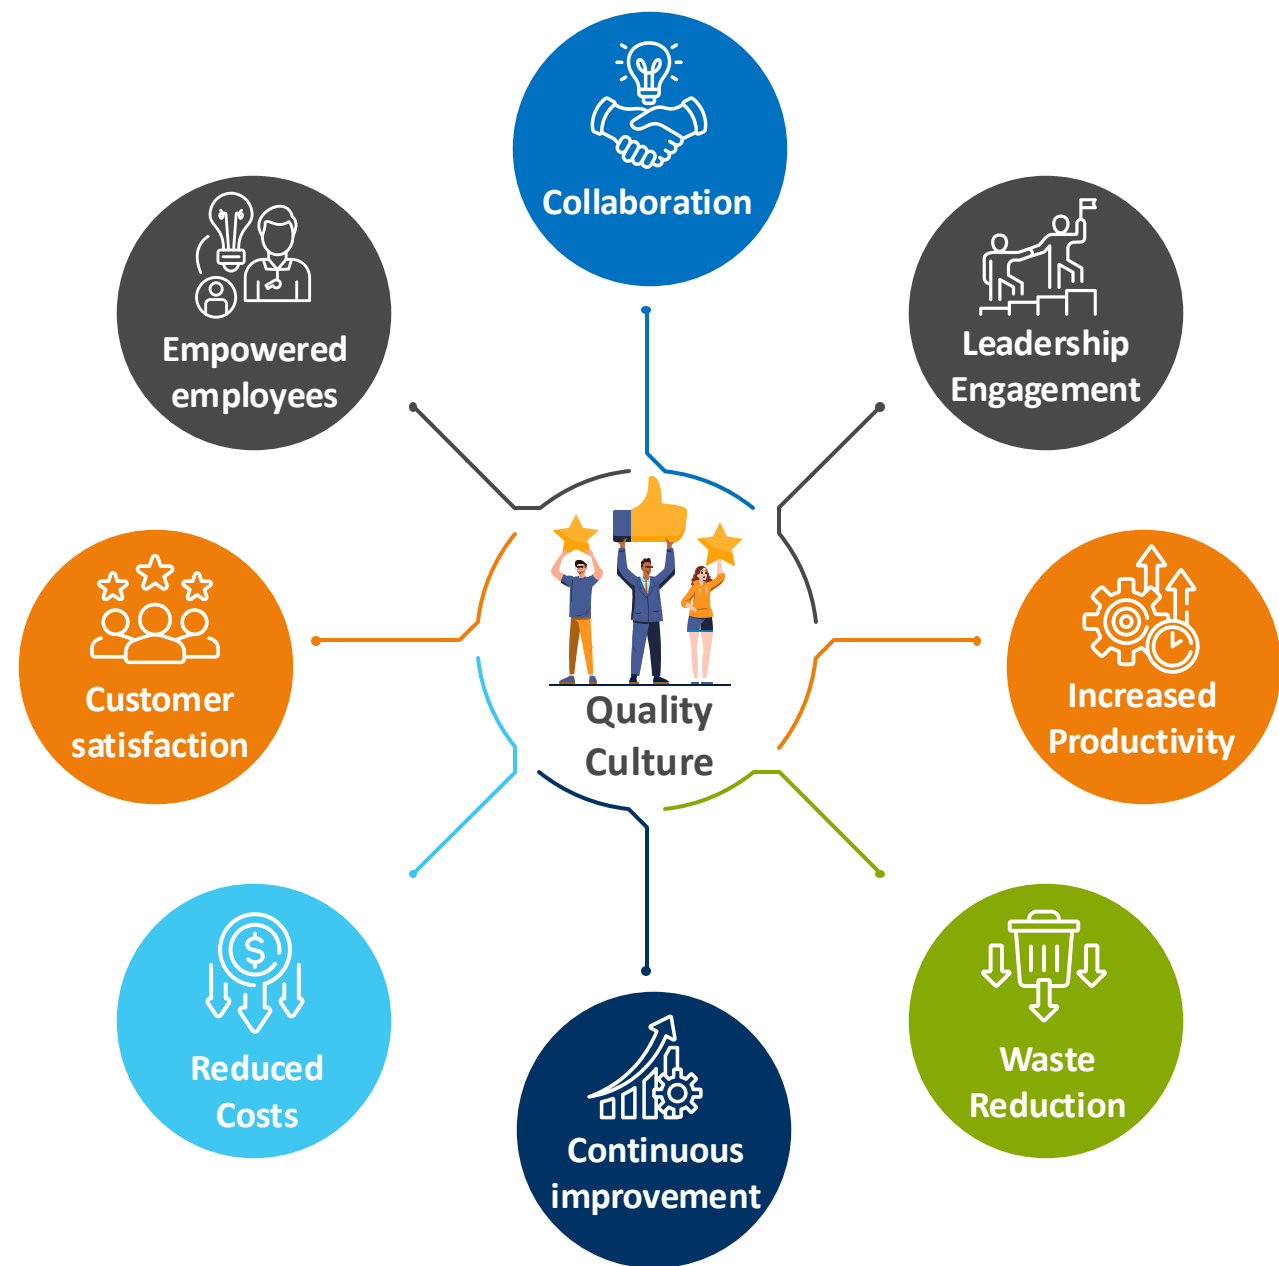 Collaboration
Leadership
Engagement
Increased
Productivity
Waste
Reduction
Continuous
improvement
Reduced
Costs
Customer
satisfaction
Empowered
employees
Quality
Culture
$